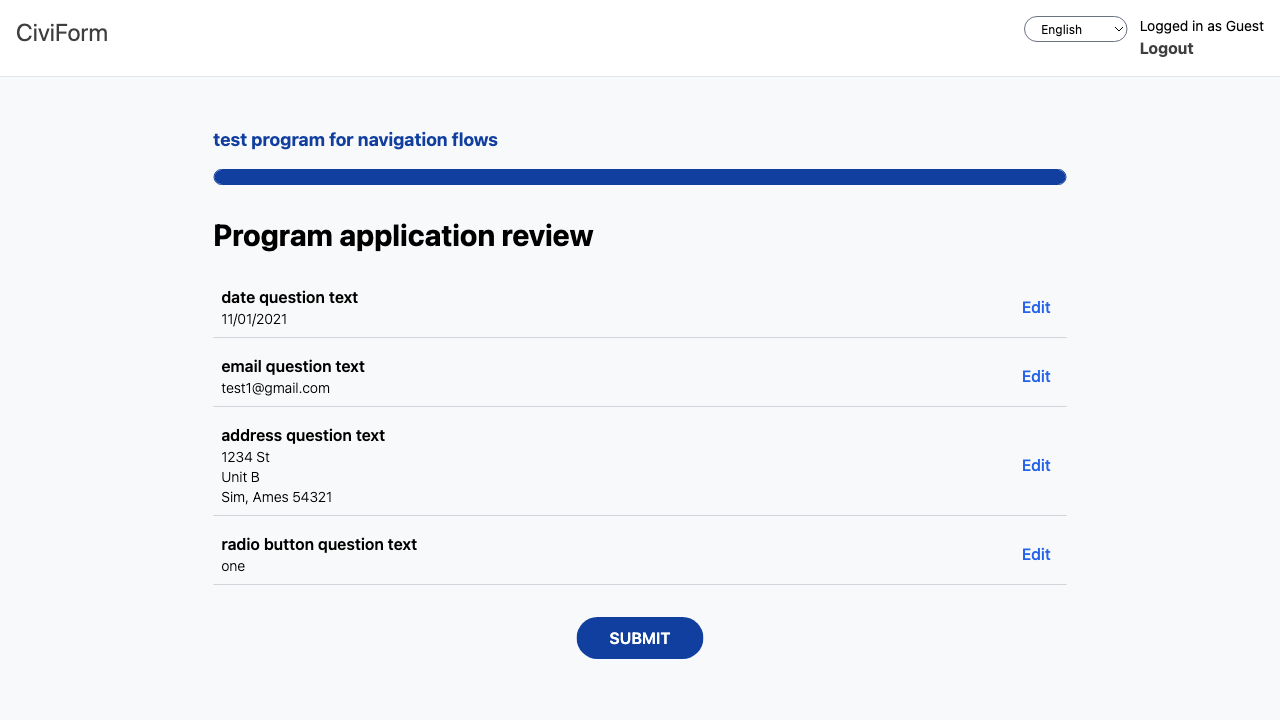 CiviForm
English
Logged in as Guest
Logout
test program for navigation flows
Program application review
date question text
11/01/2021
Edit
email question text
test1@gmail.com
Edit
address question text
1234 St
Unit B
Sim, Ames 54321
Edit
radio button question text
one
Edit
SUBMIT